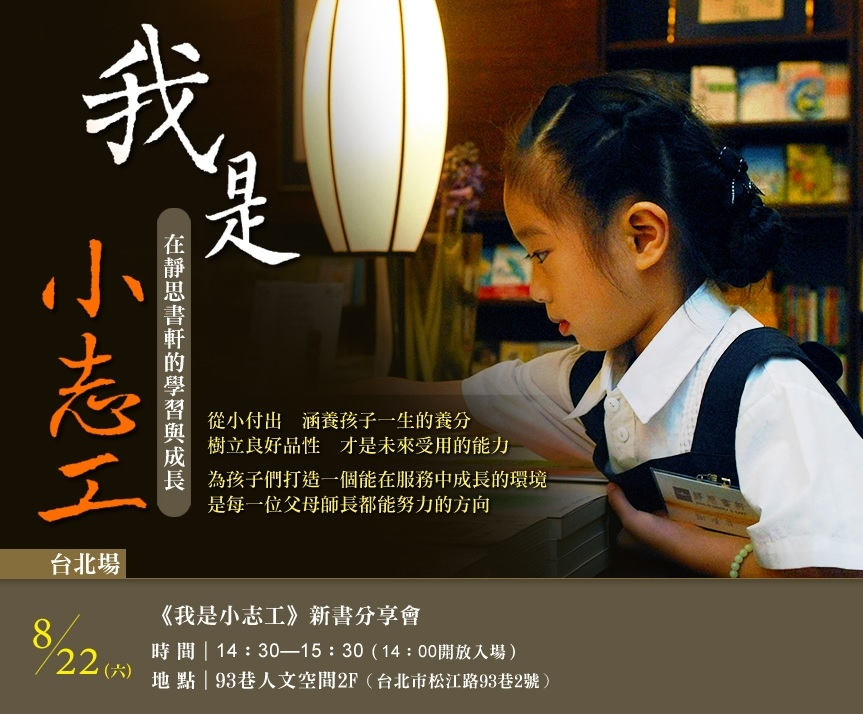 我是
小志工
在靜思書軒的學習與成長
從小付出 涵養孩子一生的養分
樹立良好品性 才是未來受用的能力
為孩子們打造一個能在服務中成長的環境
是每一位父母師長都能努力的方向
台北場
8/22(六)
《我是小志工》新書分享會
時間|14：30—15：30（14：00開放入場）
地點|93巷人文空間2F（台北市松江路93巷2號）